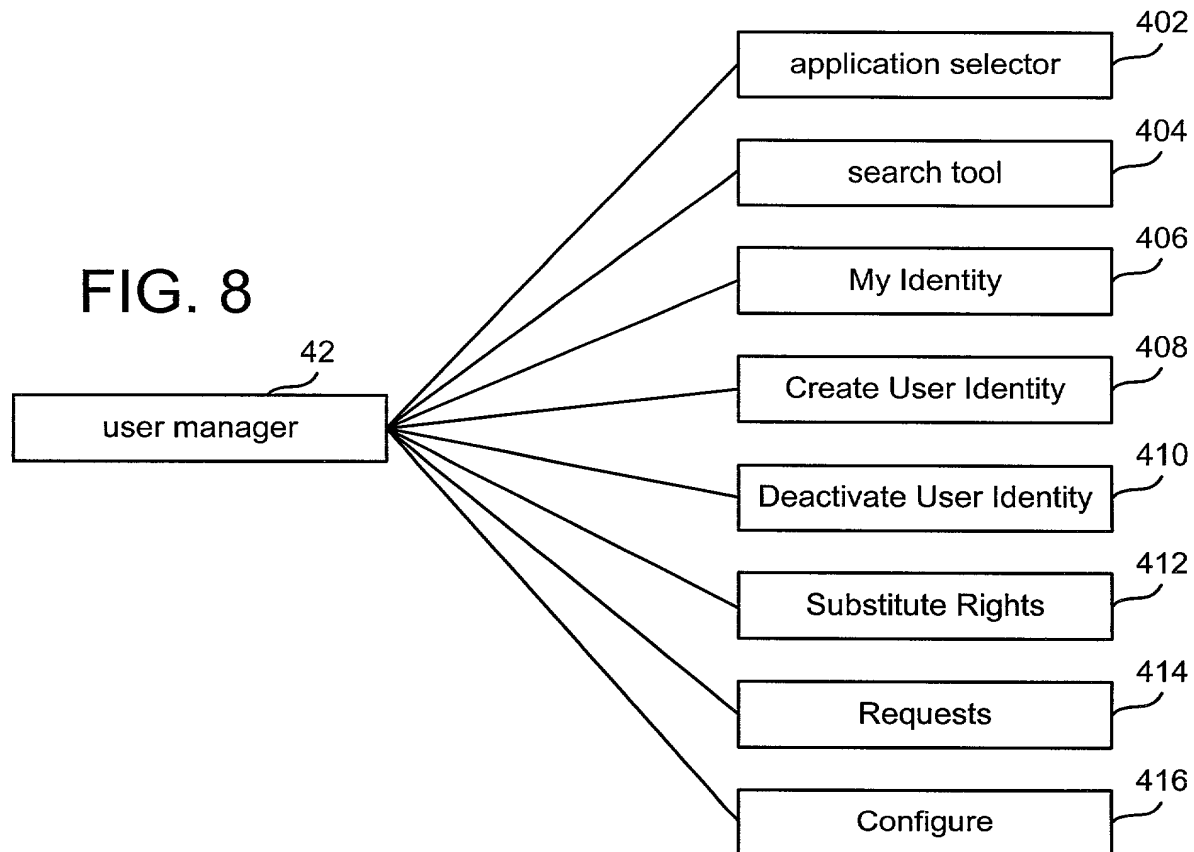 402
application selector
404
search tool
406
My Identity
FIG. 8
408
Create User Identity
42
user manager
410
Deactivate User Identity
412
Substitute Rights
414
Requests
416
Configure